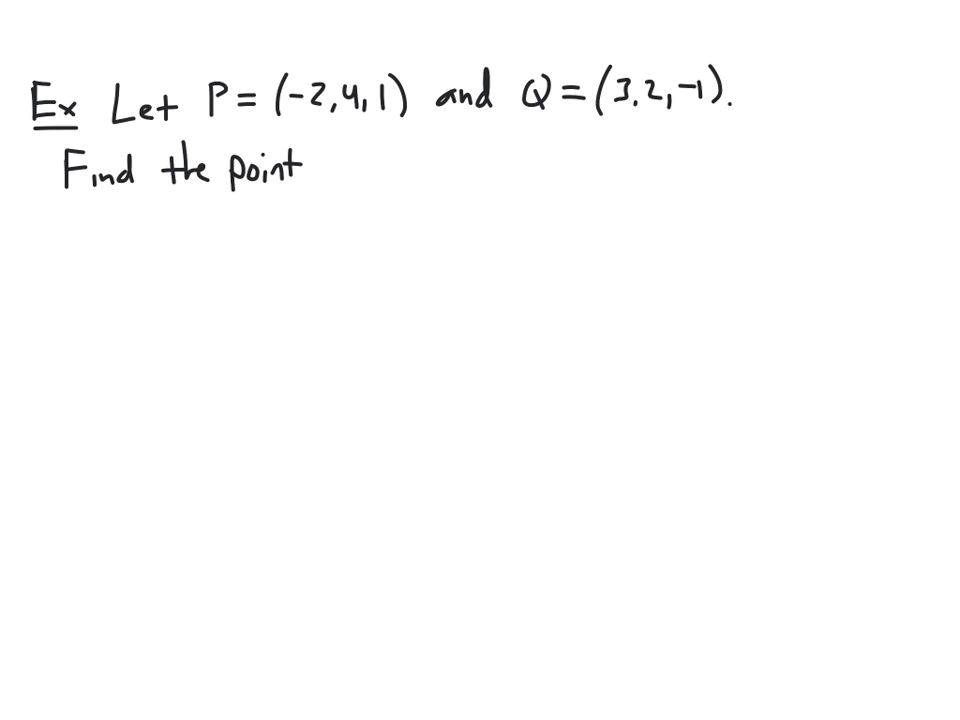 Ex Let P = (-2, 4, 1) and Q = (3, 2, -1).
Find the point